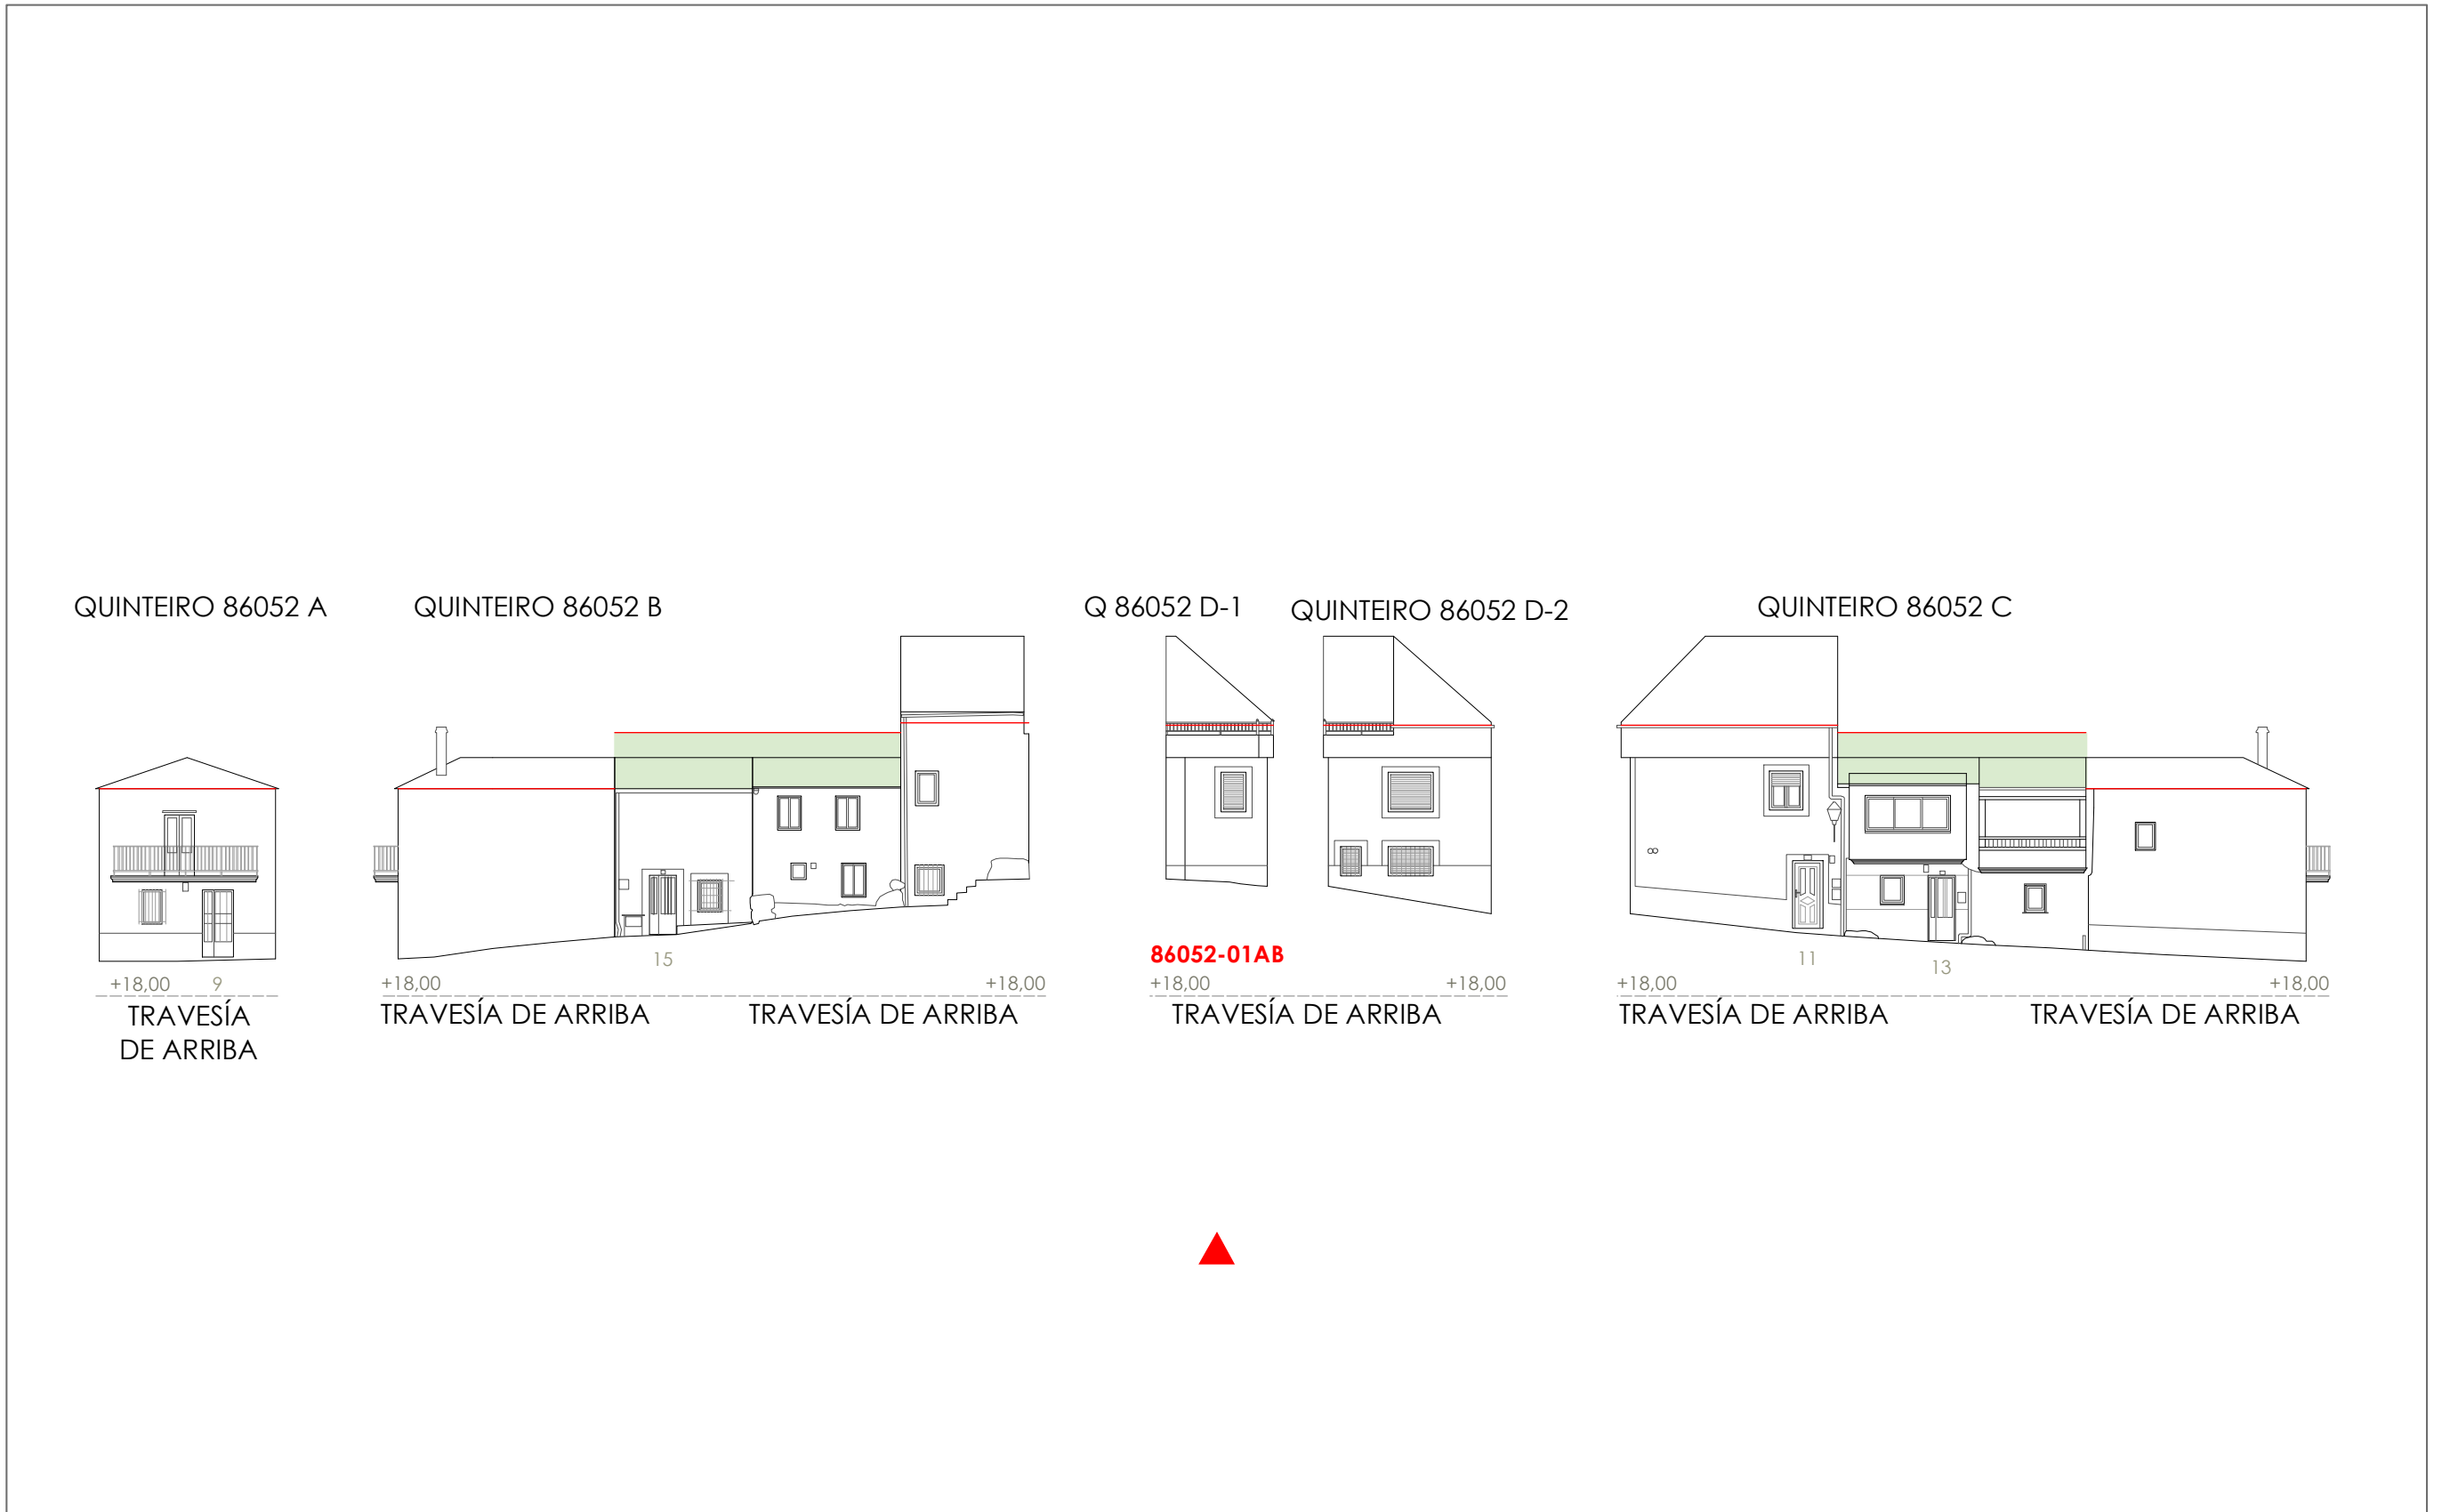 QUINTEIRO 86052 A
QUINTEIRO 86052 B
Q 86052 D-1
QUINTEIRO 86052 D-2
QUINTEIRO 86052 C
86052-01AB
15
11
13
+18,00
9
+18,00
+18,00
+18,00
+18,00
+18,00
+18,00
TRAVESÍA
DE ARRIBA
TRAVESÍA DE ARRIBA
TRAVESÍA DE ARRIBA
TRAVESÍA DE ARRIBA
TRAVESÍA DE ARRIBA
TRAVESÍA DE ARRIBA